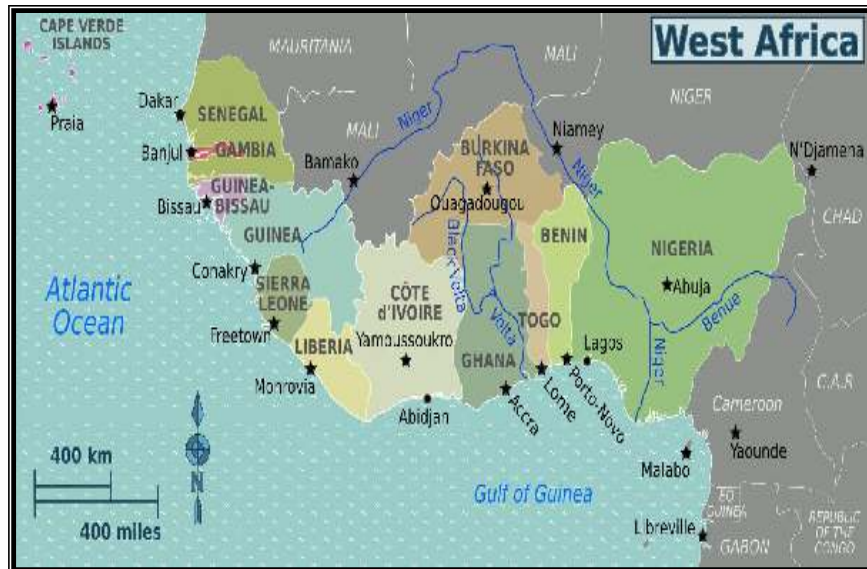 West Africa
CAPE VERDE
ISLANDS
Praia
MAURITANIA
MALI
MALI
NIGER
Dakar
SENEGAL
Banjul
GAMBIA
Bamako
Niger
BURKINA
FASO
Ouagadougou
Niamey
Niger
N'Djamena
CHAD
GUINEA-
BISSAU
Bissau
GUINEA
Black Volta
BENIN
NIGERIA
Abuja
Conakry
SIERRA
LEONE
Freetown
CÔTE
d'IVOIRE
Yamoussoukro
Volta
TOGO
GHANA
Lagos
Benue
Niger
Atlantic
Ocean
LIBERIA
Monrovia
Abidjan
Accra
Lome
Porto-Novo
C.A.R
Cameroon
Yaounde
Malabo
400 km
400 miles
N
Gulf of Guinea
EQ
GUINEA
Libreville
GABON
REPUBLIC
OF THE
CONGO